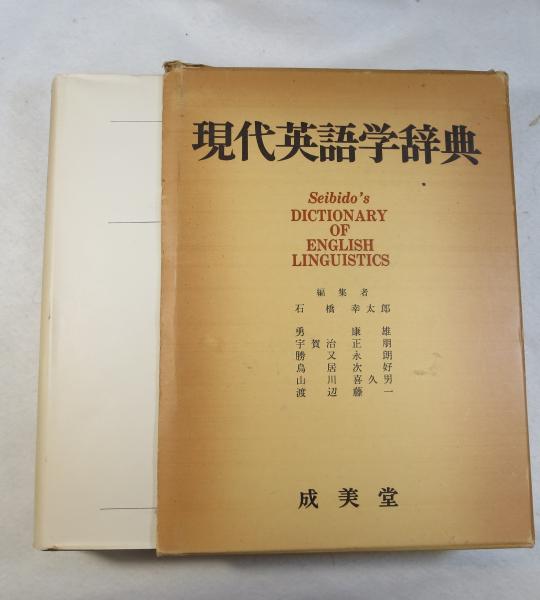 現代英語学辞典
Seibido's
DICTIONARY
OF
ENGLISH
LINGUISTICS
編集者
石橋幸太郎
勇康雄
宇賀治正朋
勝又永朗
鳥居次好
山川喜久男
渡辺藤一
成美堂